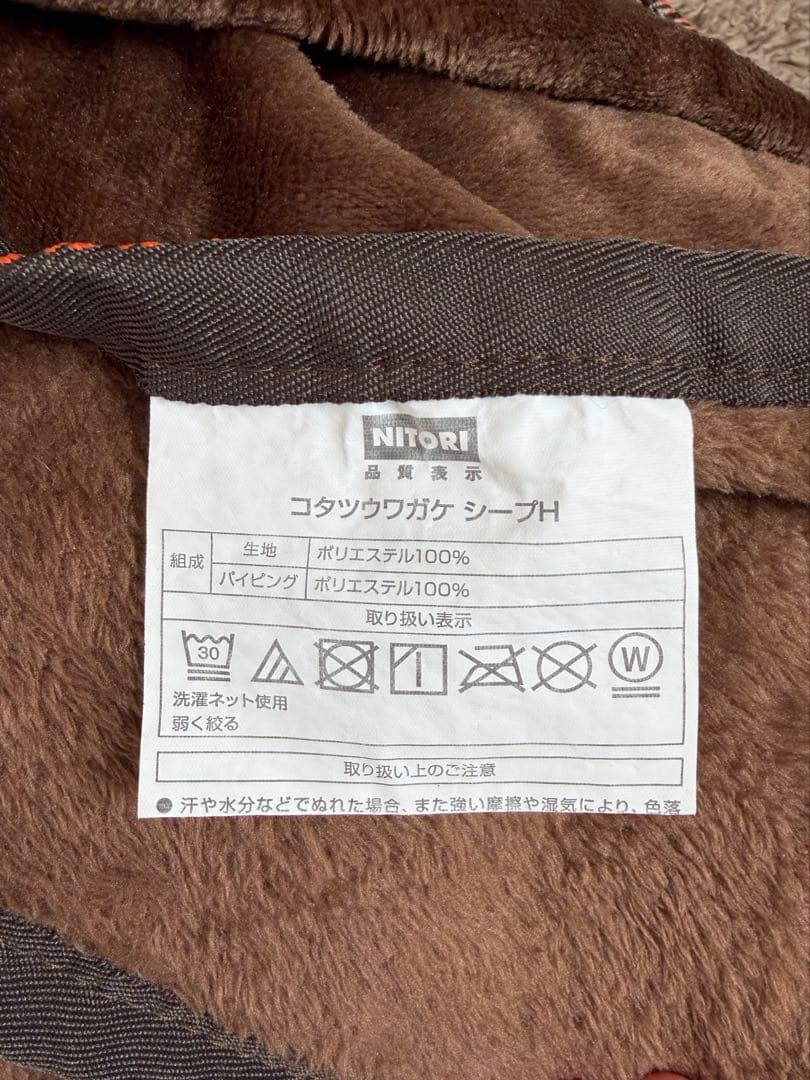 NITORI
品質表示
コタツウワガケ シープH
組成 生地 ポリエステル100%
パイピング ポリエステル100%
取り扱い表示
30
W
洗濯ネット使用
弱く絞る
取り扱い上のご注意
● 汗や水分などでぬれた場合、また強い摩擦や湿気により、色落